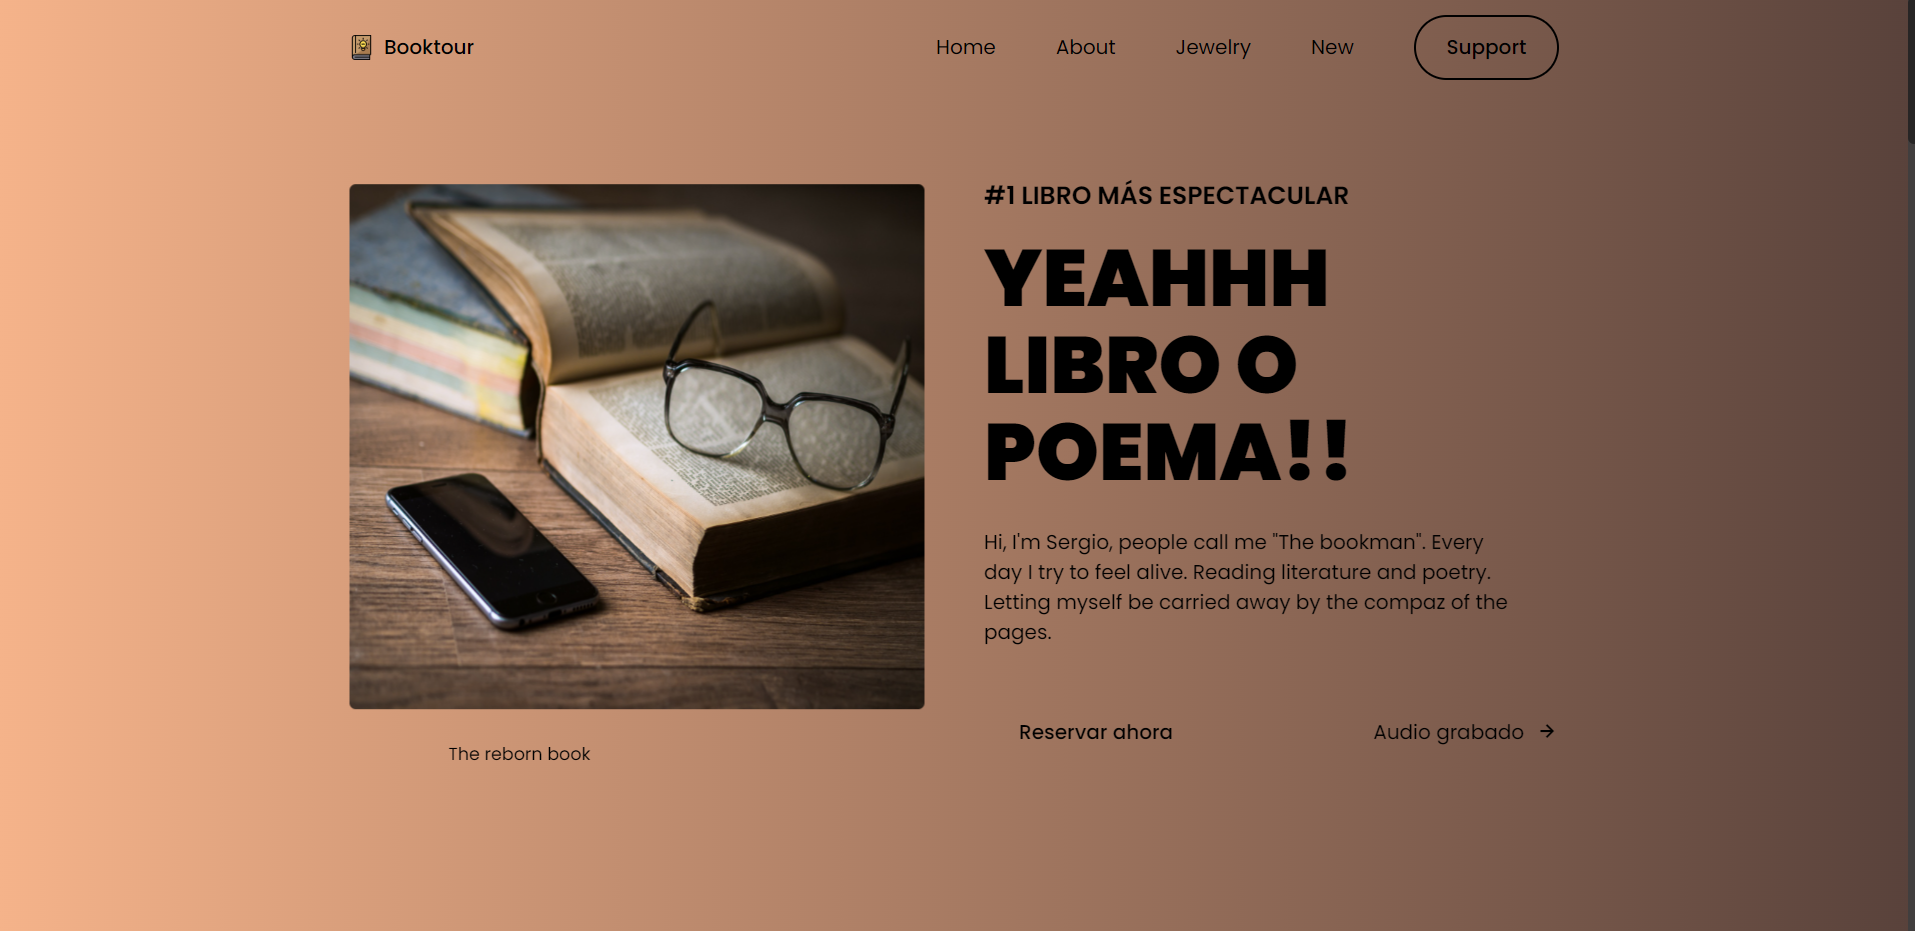 Booktour
Home
About
Jewelry
New
Support
#1 LIBRO MÁS ESPECTACULAR
YEAHHH
LIBRO O
POEMA!!
Hi, I'm Sergio, people call me "The bookman". Every
day I try to feel alive. Reading literature and poetry.
Letting myself be carried away by the compaz of the
pages.
Reservar ahora
Audio grabado →
The reborn book